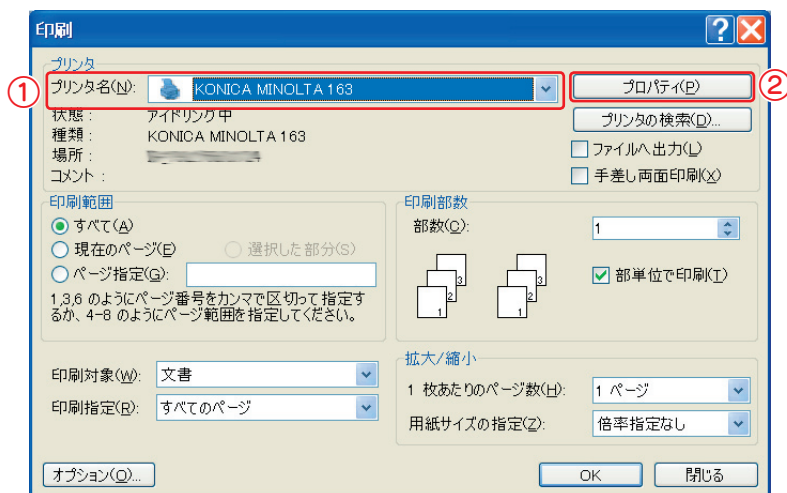 印刷
プリンタ
① プリンタ名(N): KONICA MINOLTA 163 プロパティ(P) ②
状態: アイドリング中 プリンタの検索(D)...
種類: KONICA MINOLTA 163
場所: ファイルへ出力(L)
コメント: 手差し両面印刷(X)
印刷範囲
すべて(A)
現在のページ(E) 選択した部分(S)
ページ指定(G):
1,3,6 のようにページ番号をカンマで区切って指定す
るか、4-8 のようにページ範囲を指定してください。
印刷部数
部数(C): 1
1 2 3 1 2 3 部単位で印刷(T)
印刷対象(W): 文書
印刷指定(R): すべてのページ
拡大/縮小
1 枚あたりのページ数(H): 1 ページ
用紙サイズの指定(Z): 倍率指定なし
オプション(O)... OK 閉じる